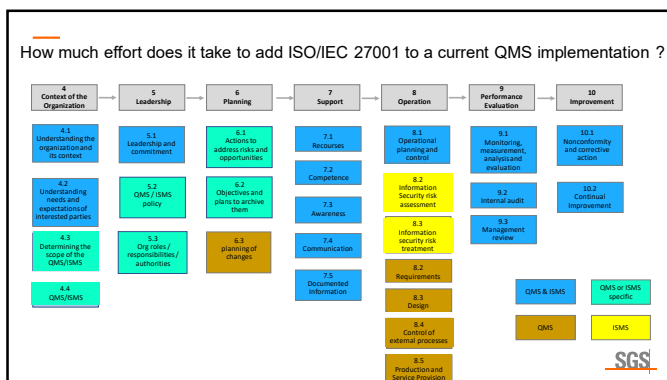 How much effort does it take to add ISO/IEC 27001 to a current QMS implementation ?
4
Context of the
Organization
5
Leadership
6
Planning
7
Support
8
Operation
9
Performance
Evaluation
10
Improvement
4.1
Understanding the
organization and
its context
4.2
Understanding
needs and
expectations of
interested parties
4.3
Determining the
scope of the
QMS/ISMS
4.4
QMS/ISMS
5.1
Leadership and
commitment
5.2
QMS / ISMS
policy
5.3
Org roles /
responsibilities /
authorities
6.1
Actions to
address risks and
opportunities
6.2
Objectives and
plans to archive
them
6.3
planning of
changes
7.1
Recourses
7.2
Competence
7.3
Awareness
7.4
Communication
7.5
Documented
Information
8.1
Operational
planning and
control
8.2
Information
Security risk
assessment
8.3
Information
security risk
treatment
8.2
Requirements
8.3
Design
8.4
Control of
external processes
8.5
Production and
Service Provision
9.1
Monitoring,
measurement,
analysis and
evaluation
9.2
Internal audit
9.3
Management
review
10.1
Nonconformity
and corrective
action
10.2
Continual
Improvement
QMS & ISMS
QMS or ISMS
specific
QMS
ISMS
SGS